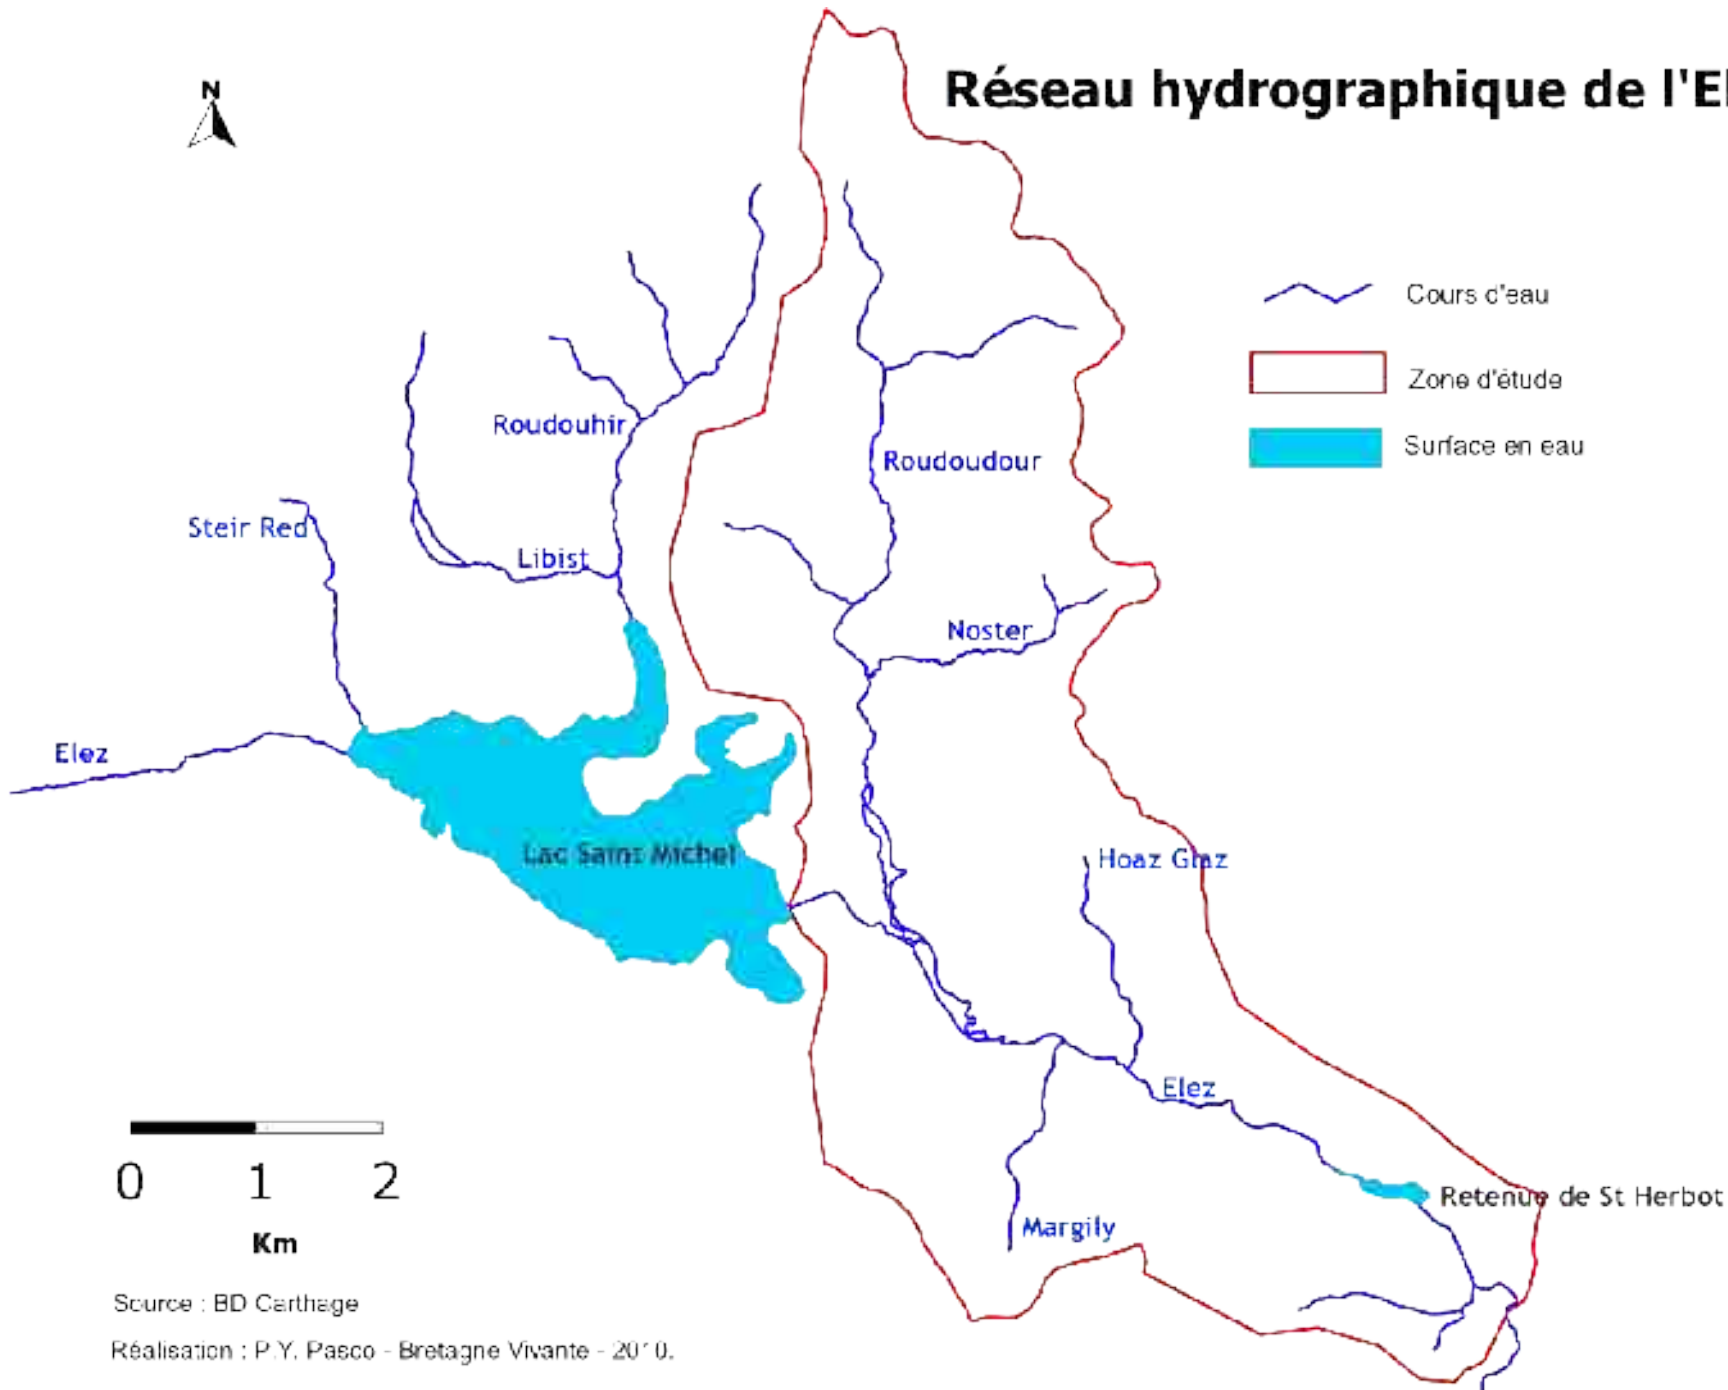 N
Réseau hydrographique de l'El
Cours d'eau
Zone d'étude
Surface en eau
Roudouhir
Roudoudour
Steir Red
Libist
Noster
Elez
Lac Saint Michel
Hoaz Glaz
Elez
Retenue de St Herbot
Margily
0 1 2
Km
Source : BD Carthage
Réalisation : P.Y. Pasco - Bretagne Vivante - 2010.